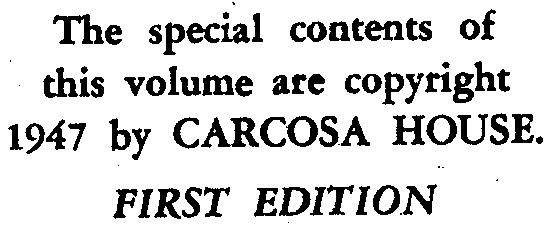 The special contents of
this volume are copyright
1947 by CARCOSA HOUSE.
FIRST EDITION